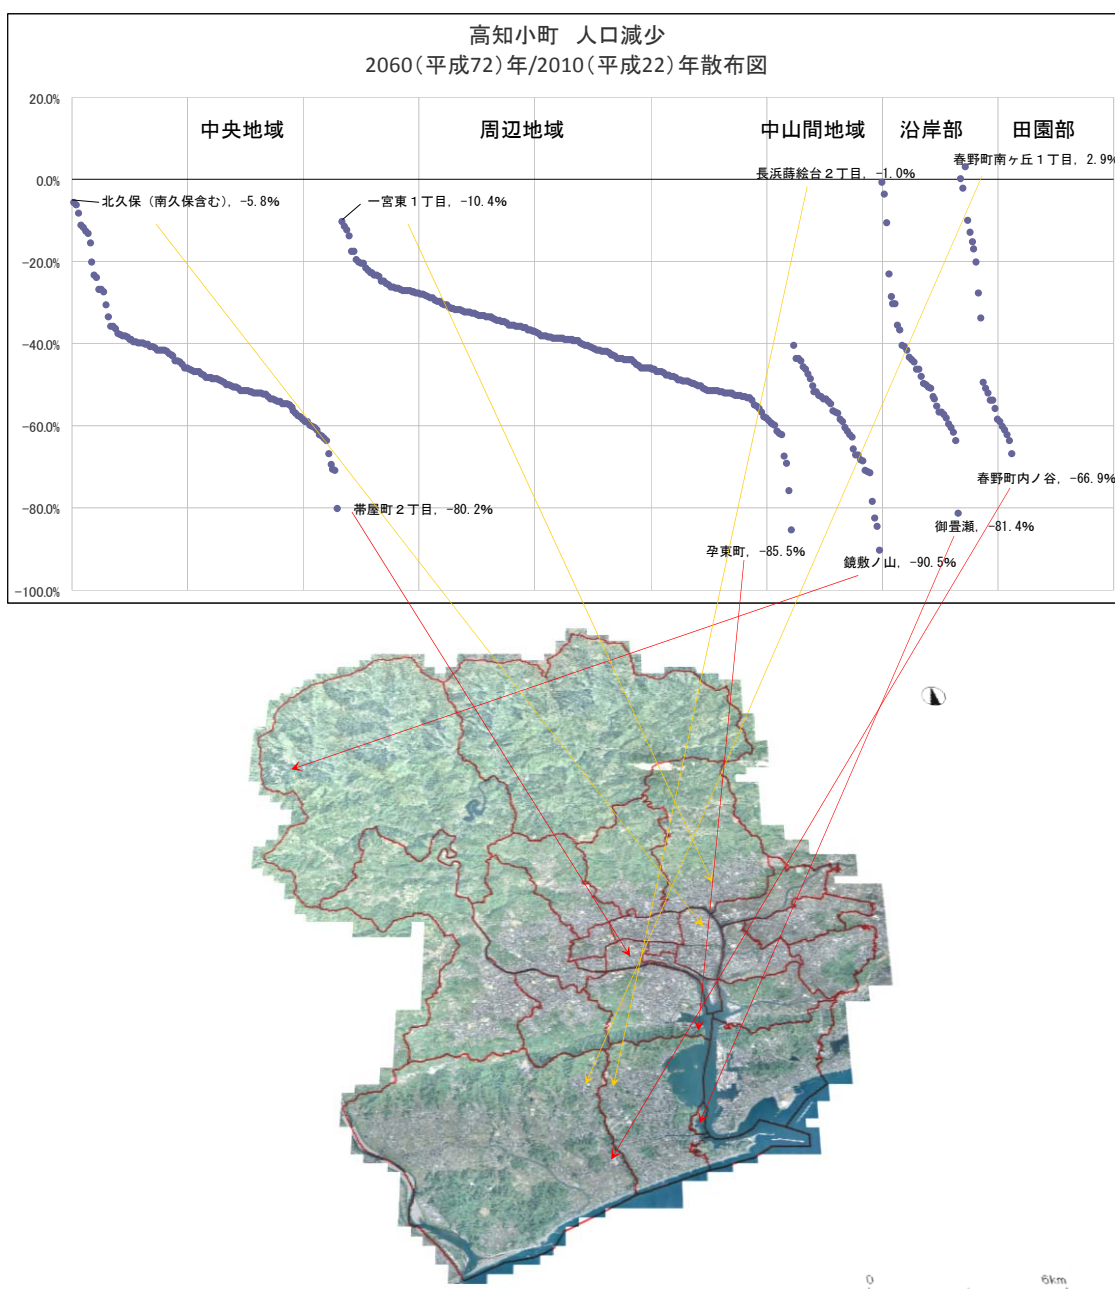 高知小町　人口減少
2060（平成72）年/2010（平成22）年散布図
20.0%
0.0%
-20.0%
-40.0%
-60.0%
-80.0%
-100.0%
中央地域
周辺地域
中山間地域
沿岸部
田園部
春野町南ヶ丘１丁目, 2.9%
長浜蒔絵台２丁目, -1.0%
北久保（南久保含む）, -5.8%
一宮東１丁目, -10.4%
春野町内ノ谷, -66.9%
帯屋町２丁目, -80.2%
御畳瀬, -81.4%
孕東町, -85.5%
鏡敷ノ山, -90.5%
0
6km